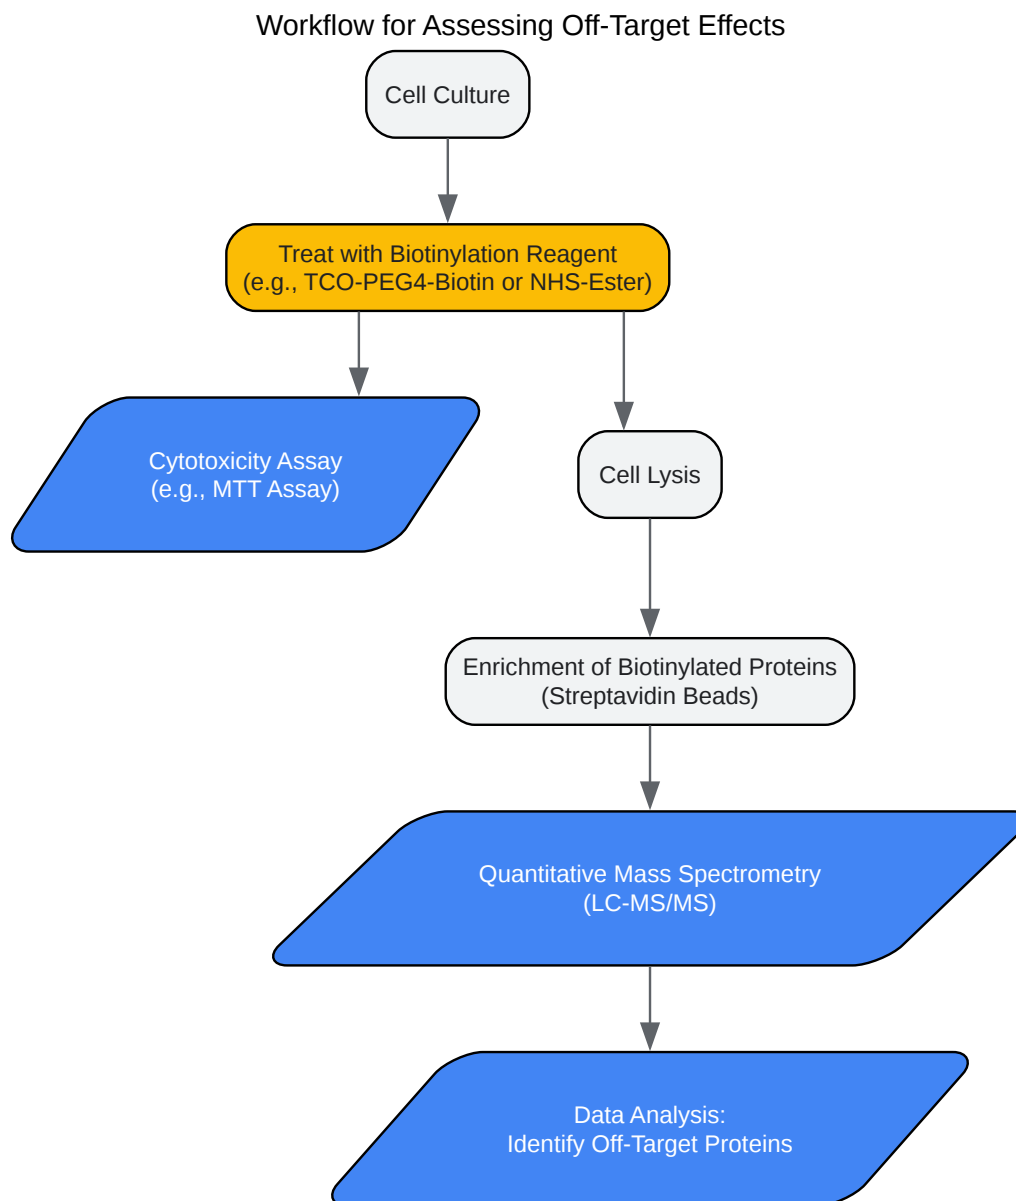 Workflow for Assessing Off-Target Effects
Cell Culture
Treat with Biotinylation Reagent
(e.g., TCO-PEG4-Biotin or NHS-Ester)
Cytotoxicity Assay
(e.g., MTT Assay)
Cell Lysis
Enrichment of Biotinylated Proteins
(Streptavidin Beads)
Quantitative Mass Spectrometry
(LC-MS/MS)
Data Analysis:
Identify Off-Target Proteins